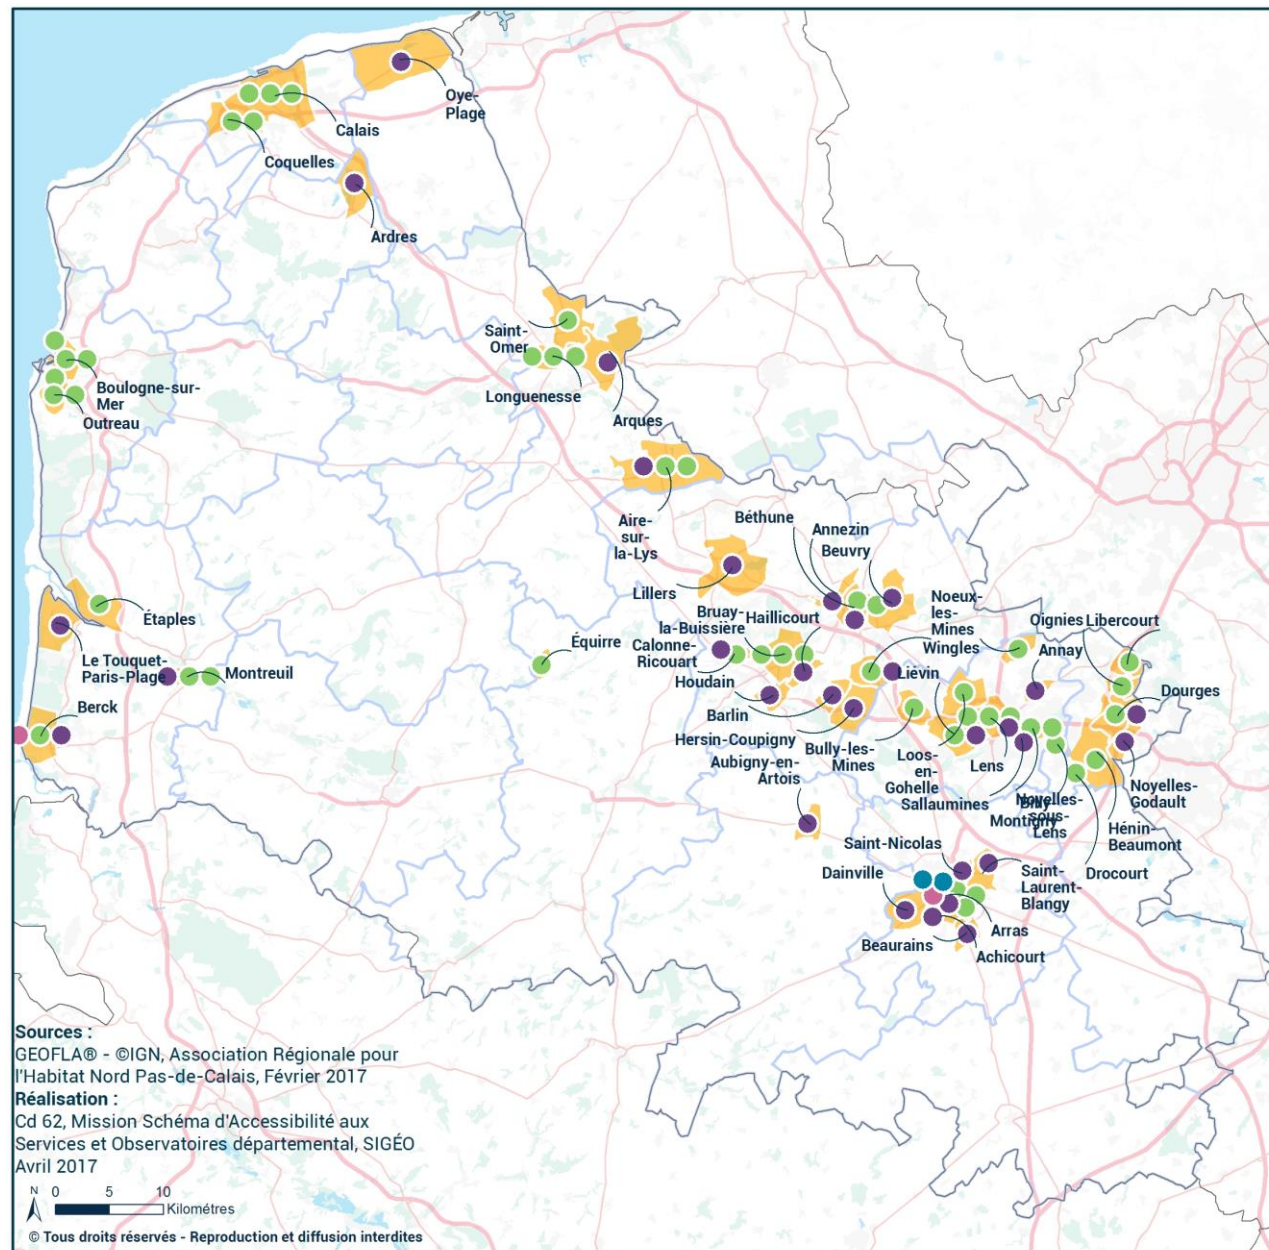 Oye-
Plage
Calais
Coquelles
Ardres
Saint-
Omer
Longuenesse
Arques
Boulogne-sur-
Mer
Outreau
Aire-
sur-
la-Lys
Béthune
Annezin
Beuvry
Lillers
Noeux-
les-
Mines
Wingles
Oignies
Libercourt
Bruay-
la-Buissière
Haillicourt
Calonne-
Ricouart
Étaples
Équirre
Annay
Liévin
Le Touquet-
Paris-Plage
Montreuil
Houdain
Dourges
Berck
Barlin
Hersin-Coupigny
Bully-les-
Mines
Aubigny-en-
Artois
Loos-
en-
Gohelle
Lens
Sallaumines
Billy-
Montigny
Noyelles-
sous-
Lens
Noyelles-
Godault
Hénin-
Beaumont
Drocourt
Saint-Nicolas
Dainville
Saint-
Laurent-
Blangy
Arras
Beaurains
Achicourt
Sources :
GEOFLA® - ©IGN, Association Régionale pour
l'Habitat Nord Pas-de-Calais, Février 2017
Réalisation :
Cd 62, Mission Schéma d'Accessibilité aux
Services et Observatoires départemental, SIGÉO
Avril 2017
N 0 5 10
Kilométres
© Tous droits réservés - Reproduction et diffusion interdites